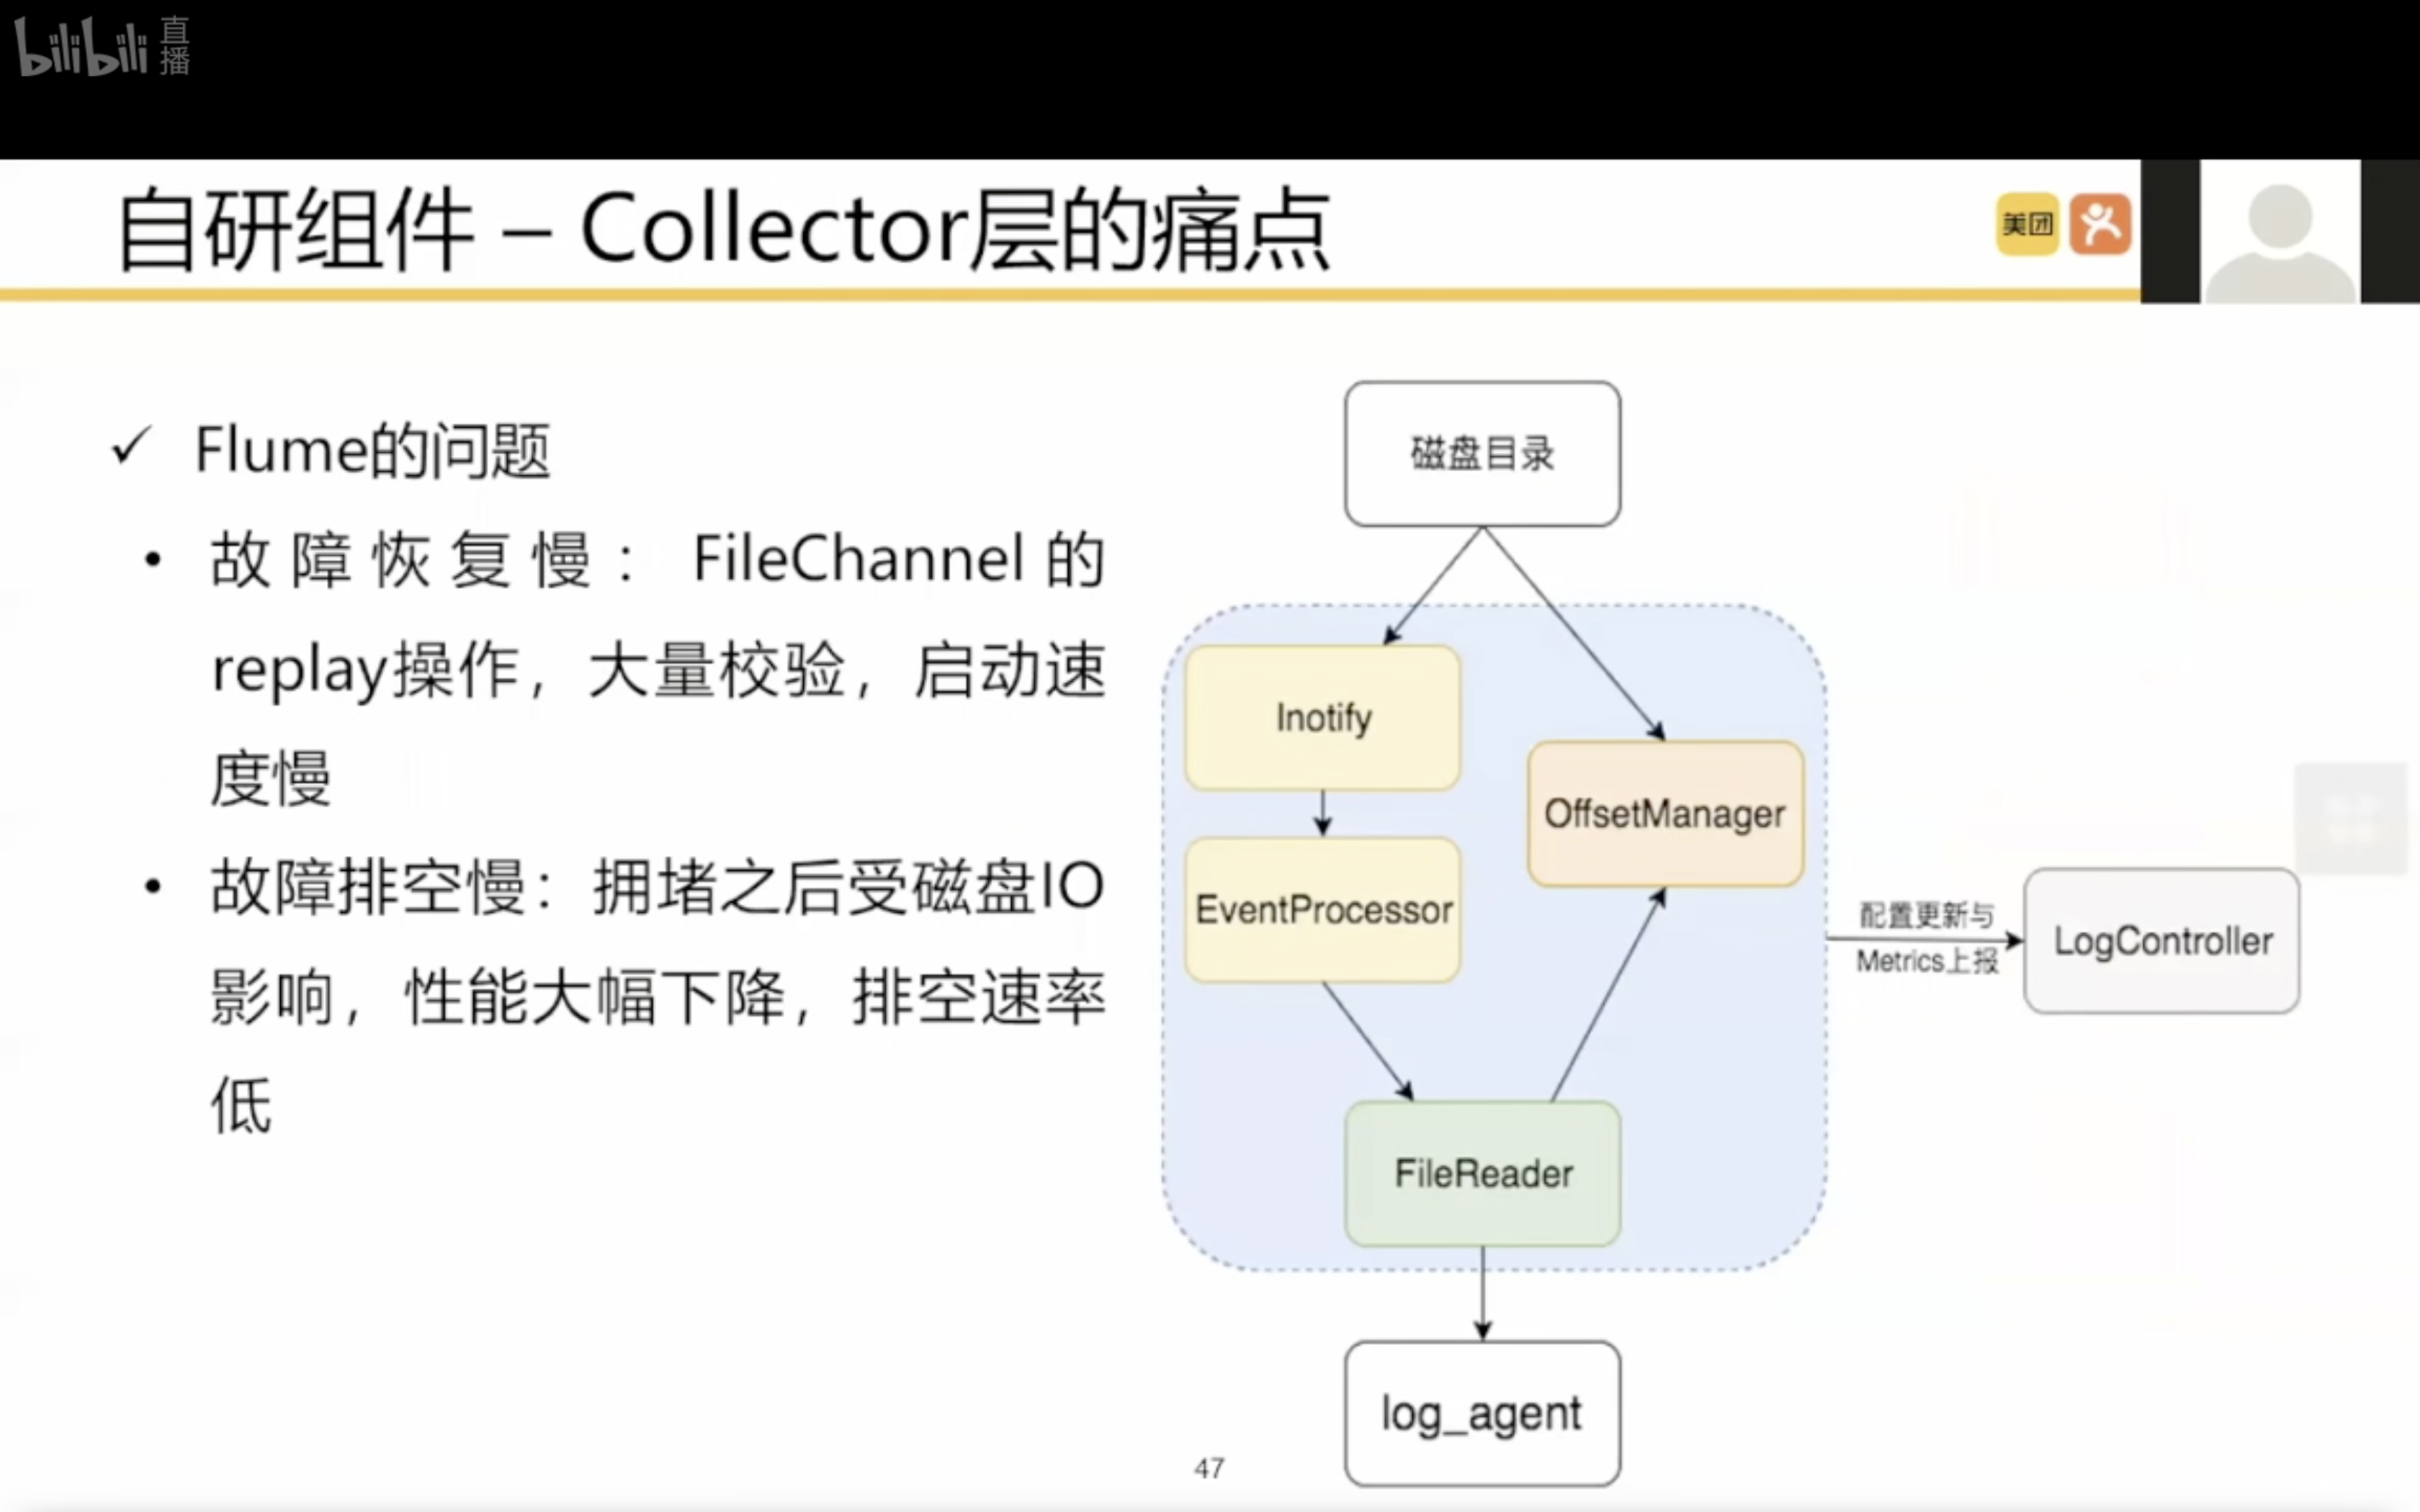 bilibili 直播
自研组件 – Collector层的痛点
美团
✓ Flume的问题
• 故障恢复慢： FileChannel 的
replay操作，大量校验，启动速
度慢
• 故障排空慢：拥堵之后受磁盘IO
影响，性能大幅下降，排空速率
低
磁盘目录
Inotify
OffsetManager
EventProcessor
配置更新与
Metrics上报
LogController
FileReader
log_agent
47